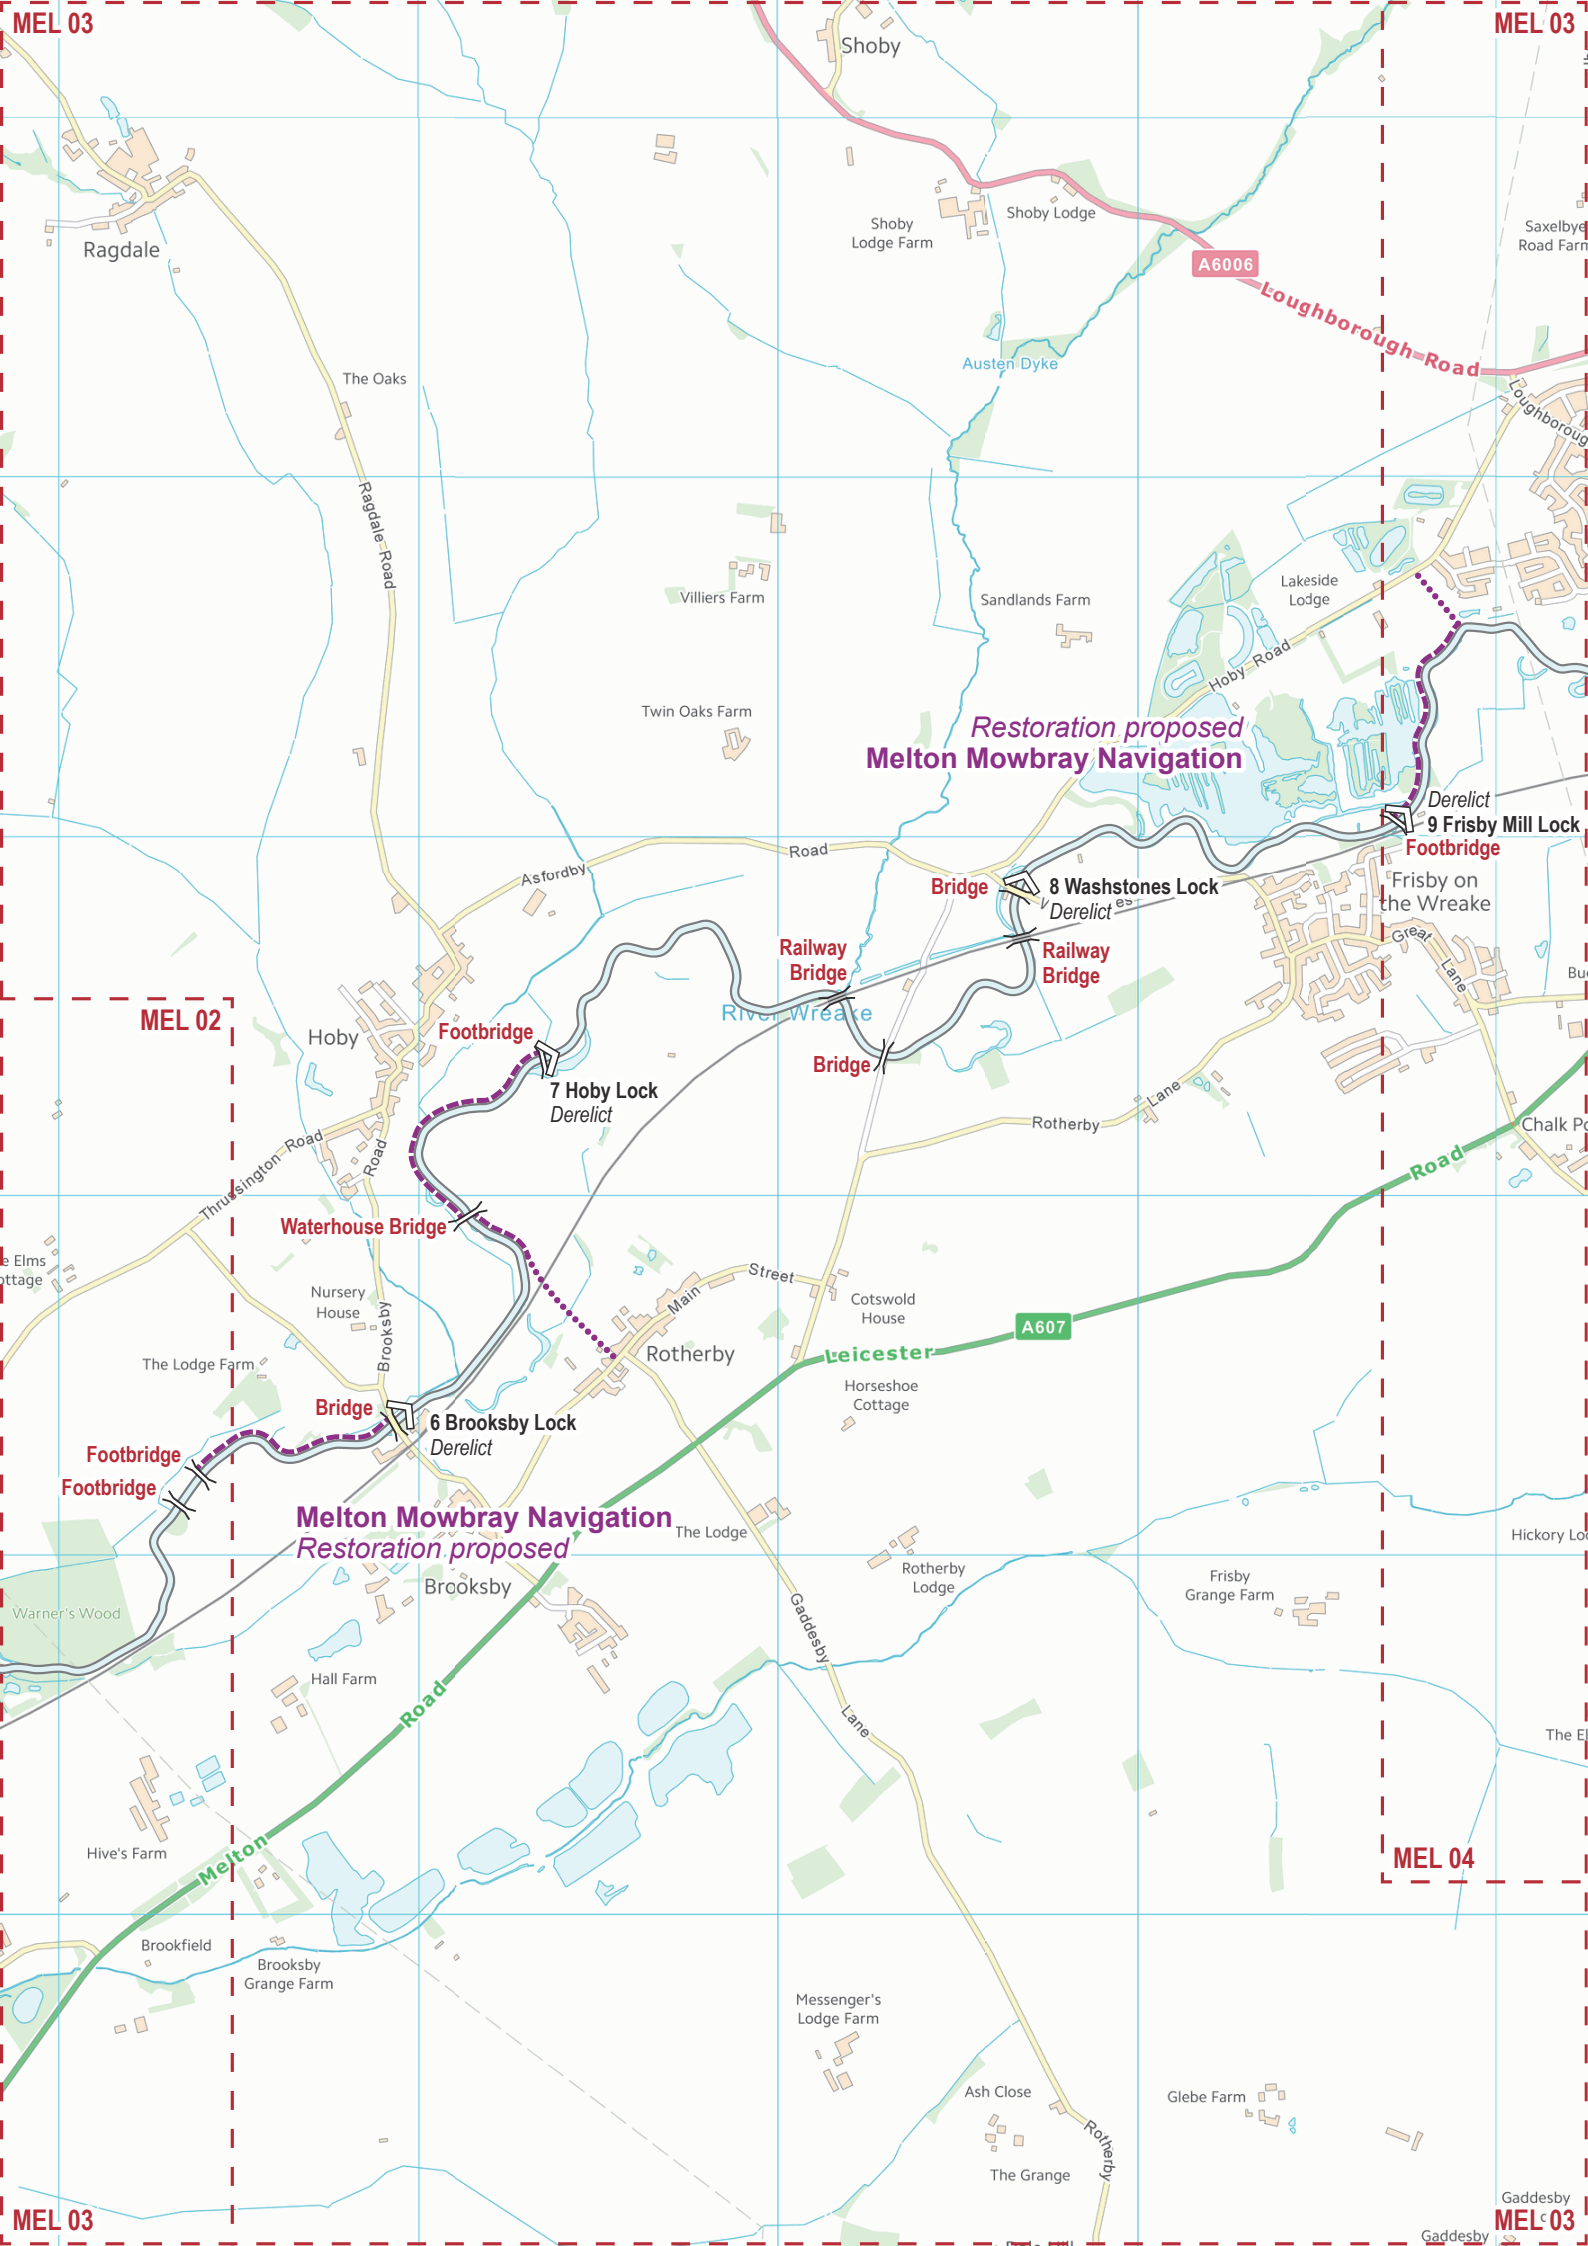 MEL 03
MEL 03
Shoby
Ragdale
Shoby
Lodge Farm
Shoby Lodge
Saxelbye
Road Farm
A6006
Loughborough Road
Austen Dyke
The Oaks
Ragdale Road
Villiers Farm
Sandlands Farm
Lakeside
Lodge
Hoby Road
Twin Oaks Farm
Restoration proposed
Melton Mowbray Navigation
Derelict
9 Frisby Mill Lock
Footbridge
Road
Asfordby
Bridge
8 Washstones Lock
Derelict
Frisby on
the Wreake
Great
Lane
Railway
Bridge
Railway
Bridge
River Wreake
MEL 02
Hoby
Footbridge
7 Hoby Lock
Derelict
Bridge
Rotherby
Lane
Thrussington Road
Road
Road
Waterhouse Bridge
Nursery
House
Brooksby
Main
Street
Cotswold
House
A607
Rotherby
Leicester
The Lodge Farm
Horseshoe
Cottage
Bridge
6 Brooksby Lock
Derelict
Footbridge
Footbridge
Melton Mowbray Navigation
Restoration proposed
The Lodge
Rotherby
Lodge
Brooksby
Frisby
Grange Farm
Warner's Wood
Gaddesby
Lane
Hall Farm
Road
Hive's Farm
Melton
MEL 04
Brookfield
Brooksby
Grange Farm
Messenger's
Lodge Farm
Ash Close
Glebe Farm
Rotherby
The Grange
Gaddesby
MEL 03
MEL 03
Gaddesby